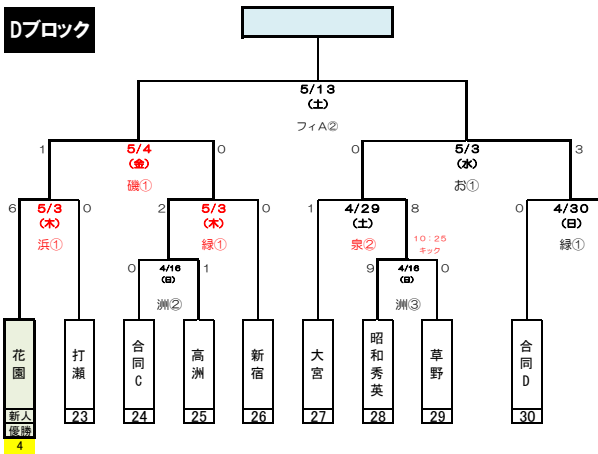 Dブロック
5/13
(土)
フィA②
1
5/4
(金)
磯①
0
0
5/3
(水)
お①
3
6
5/3
(木)
浜①
0
2
5/3
(木)
緑①
0
1
4/29
(土)
泉②
8
10:25
キック
0
4/30
(日)
緑①
0
4/16
(日)
洲②
1
9
4/16
(日)
洲③
0
花園
打瀬
合同C
高洲
新宿
大宮
昭和秀英
草野
合同D
新人
23
24
25
26
27
28
29
30
優勝
4